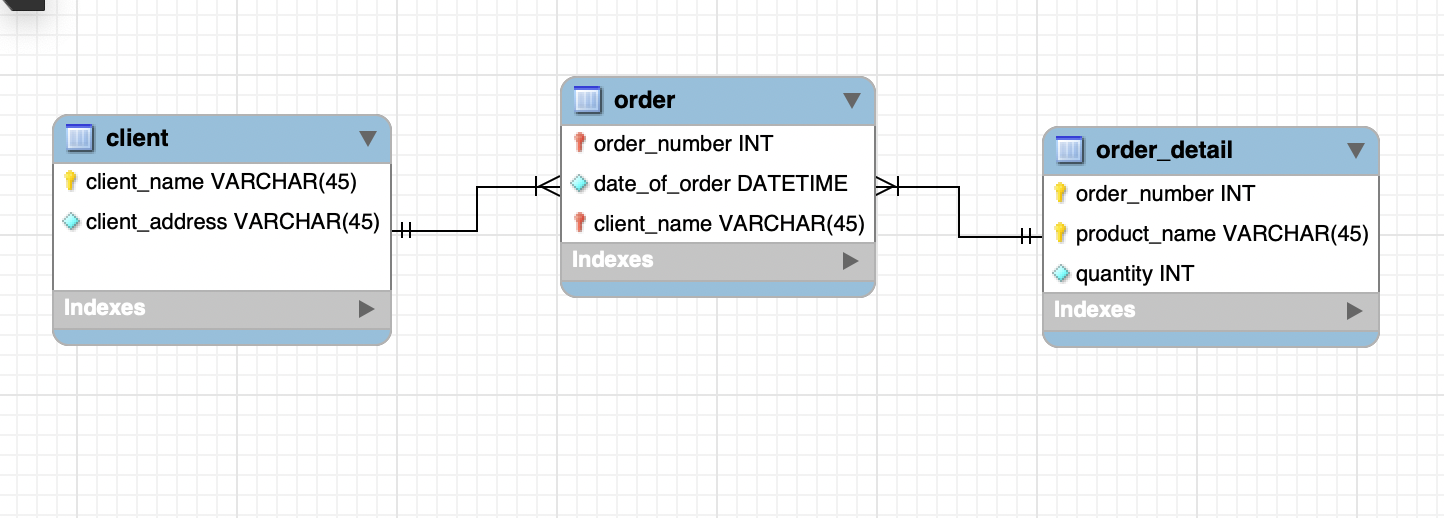 client
client_name VARCHAR(45)
client_address VARCHAR(45)
Indexes
order
order_number INT
date_of_order DATETIME
client_name VARCHAR(45)
Indexes
order_detail
order_number INT
product_name VARCHAR(45)
quantity INT
Indexes